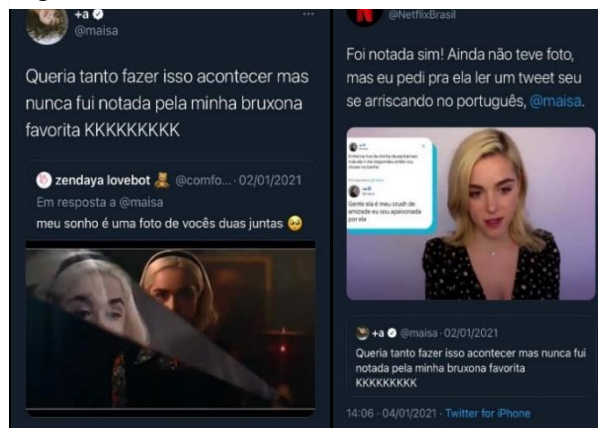 +a
@maisa
Queria tanto fazer isso acontecer mas
nunca fui notada pela minha bruxona
favorita KKKKKKKKK
zendaya lovebot @comfo... · 02/01/2021
Em resposta a @maisa
meu sonho é uma foto de vocês duas juntas
@NetflixBrasil
Foi notada sim! Ainda não teve foto,
mas eu pedi pra ela ler um tweet seu
se arriscando no português, @maisa.
Gente ela é meu crush de
amizade eu sou apaixonada
por ela
+a @maisa · 02/01/2021
Queria tanto fazer isso acontecer mas nunca fui
notada pela minha bruxona favorita
KKKKKKKKK
14:06 · 04/01/2021 · Twitter for iPhone